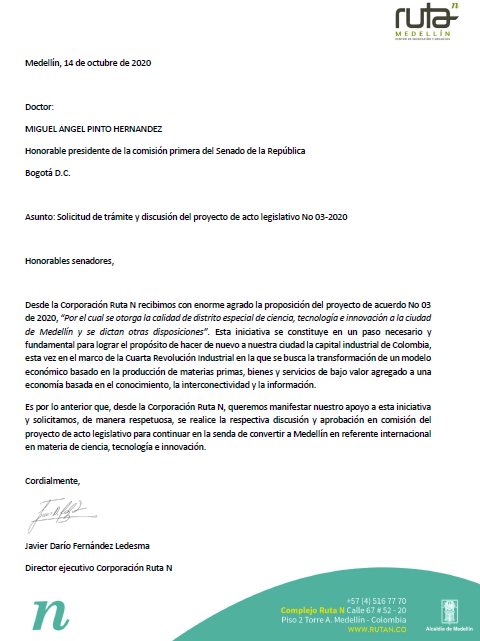 ruta n
MEDELLÍN
CENTRO DE INNOVACIÓN Y NEGOCIOS
Medellín, 14 de octubre de 2020
Doctor:
MIGUEL ANGEL PINTO HERNANDEZ
Honorable presidente de la comisión primera del Senado de la República
Bogotá D.C.
Asunto: Solicitud de trámite y discusión del proyecto de acto legislativo No 03-2020
Honorables senadores,
Desde la Corporación Ruta N recibimos con enorme agrado la proposición del proyecto de acuerdo No 03
de 2020, “Por el cual se otorga la calidad de distrito especial de ciencia, tecnología e innovación a la ciudad
de Medellín y se dictan otras disposiciones”. Esta iniciativa se constituye en un paso necesario y
fundamental para lograr el propósito de hacer de nuevo a nuestra ciudad la capital industrial de Colombia,
esta vez en el marco de la Cuarta Revolución Industrial en la que se busca la transformación de un modelo
económico basado en la producción de materias primas, bienes y servicios de bajo valor agregado a una
economía basada en el conocimiento, la interconectividad y la información.
Es por lo anterior que, desde la Corporación Ruta N, queremos manifestar nuestro apoyo a esta iniciativa
y solicitamos, de manera respetuosa, se realice la respectiva discusión y aprobación en comisión del
proyecto de acto legislativo para continuar en la senda de convertir a Medellín en referente internacional
en materia de ciencia, tecnología e innovación.
Cordialmente,
Javier Darío Fernández Ledesma
Director ejecutivo Corporación Ruta N
n
+57 (4) 516 77 70
Complejo Ruta N Calle 67 # 52 - 20
Piso 2 Torre A. Medellín - Colombia
WWW.RUTAN.CO
Alcaldía de Medellín